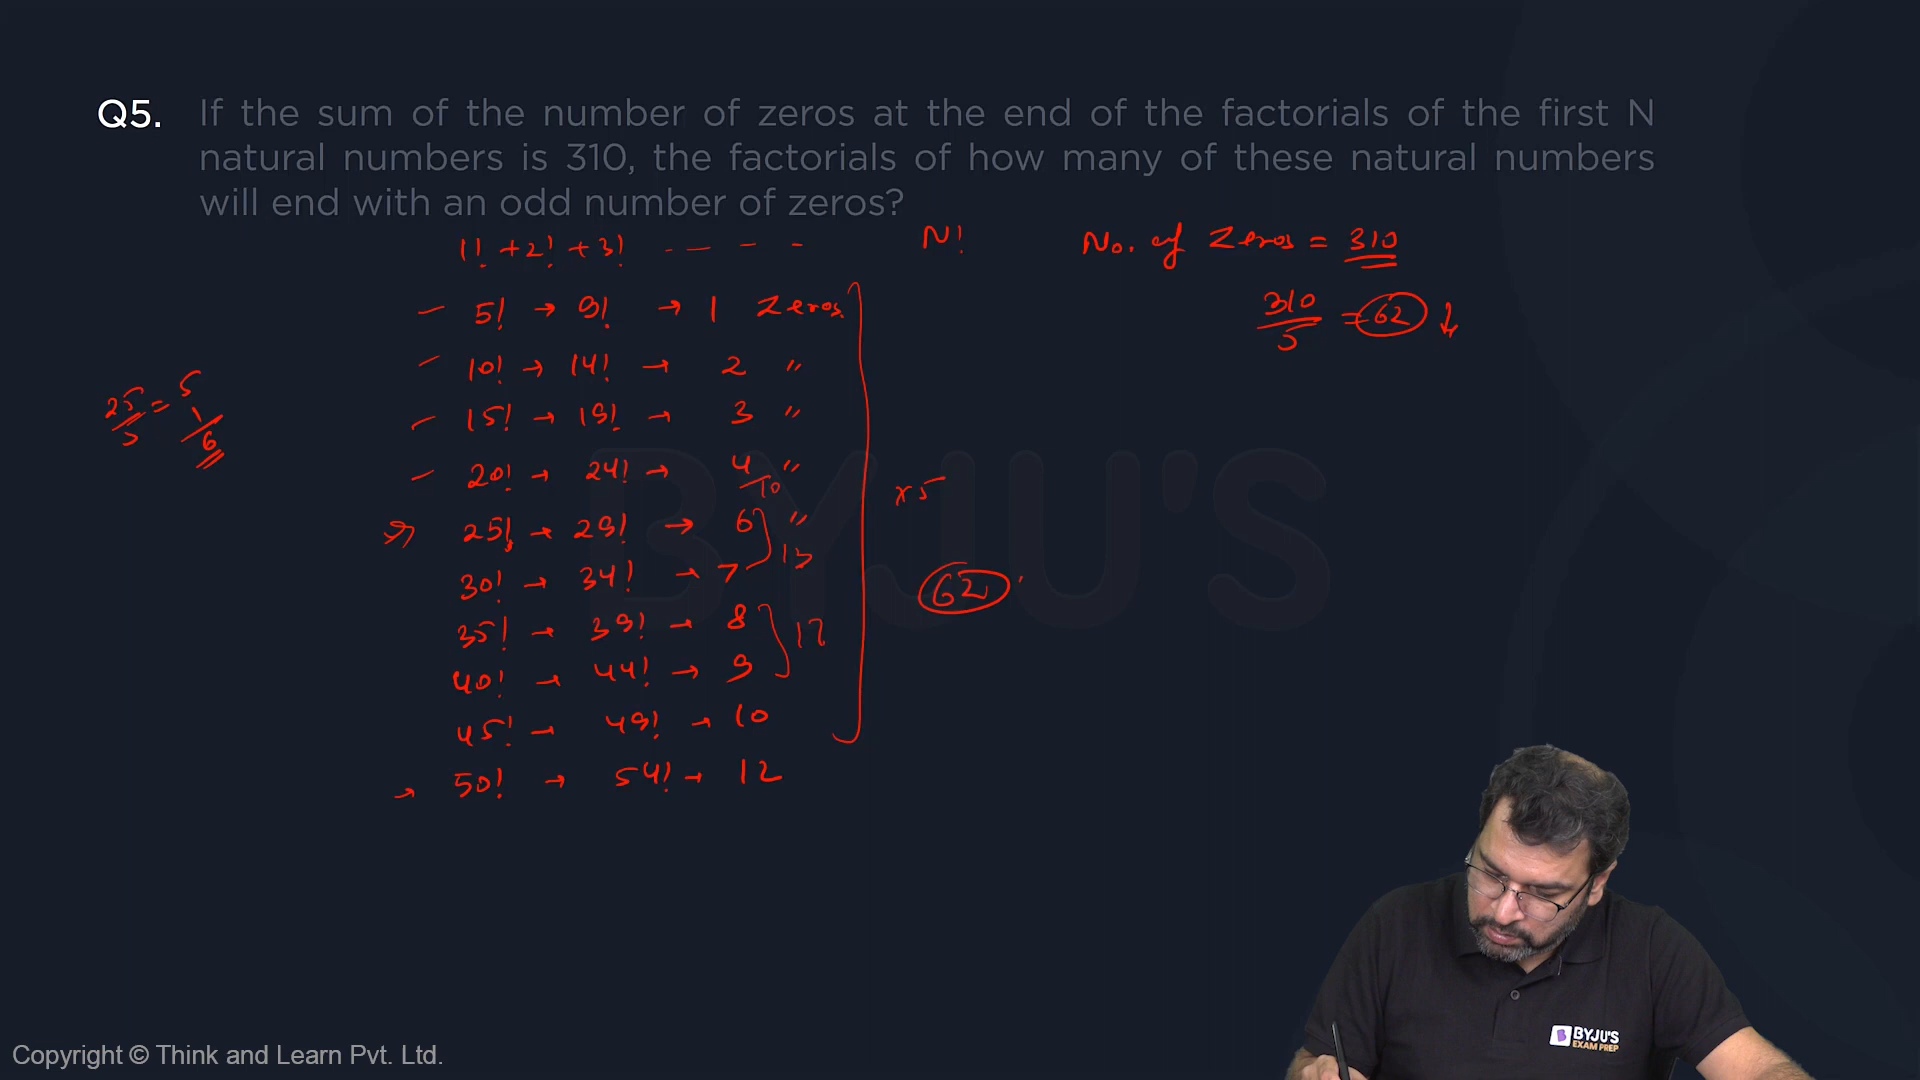 Q5. If the sum of the number of zeros at the end of the factorials of the first N
natural numbers is 310, the factorials of how many of these natural numbers
will end with an odd number of zeros?
1! + 2! + 3! - - - - N!
No. of Zeros = 310
310/5 = 62 ↓
5! → 9! → 1 Zeros
10! → 14! → 2 "
15! → 19! → 3 "
20! → 24! → 4 "
10
25! → 29! → 6 "
30! → 34! → 7
13
35! → 39! → 8
40! → 44! → 9
17
45! → 49! → 10
→ 50! → 54! → 12
25/5 = 5
1
6
x 5
62
BYJU'S
BYJU'S
EXAM PREP
Copyright © Think and Learn Pvt. Ltd.